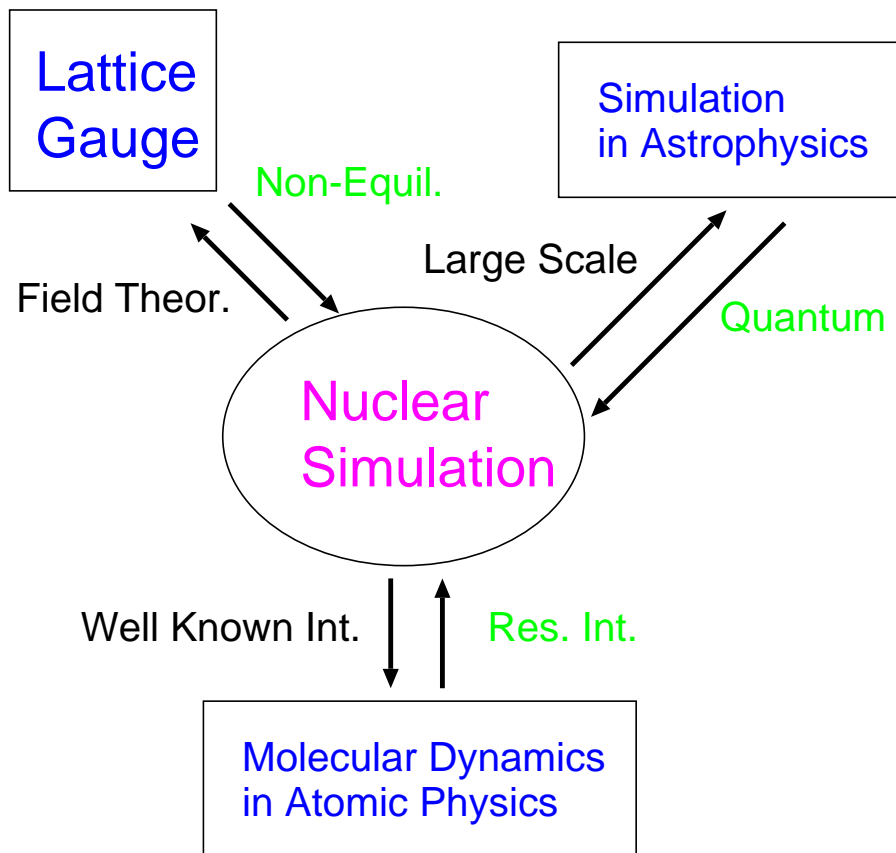 Lattice
Gauge
Simulation
in Astrophysics
Non-Equil.
Large Scale
Field Theor.
Quantum
Nuclear
Simulation
Well Known Int.
Res. Int.
Molecular Dynamics
in Atomic Physics